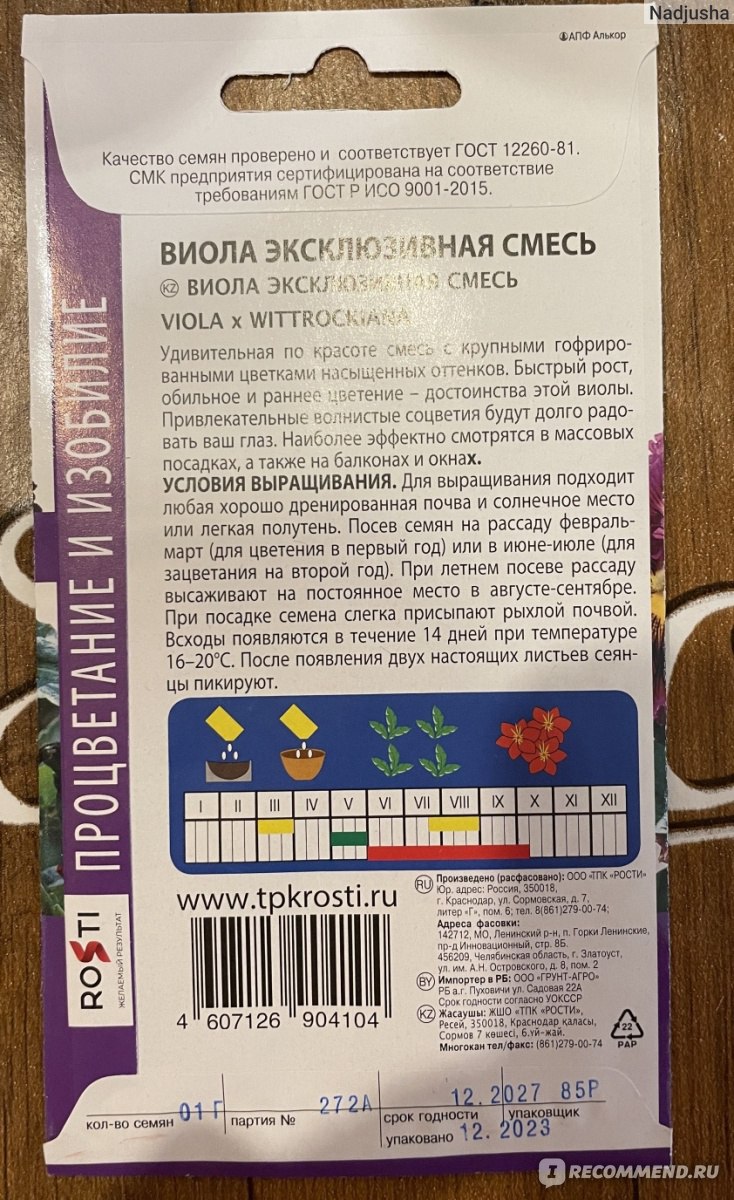 Nadjusha
АПФ Алькор
Качество семян проверено и соответствует ГОСТ 12260-81.
СМК предприятия сертифицирована на соответствие
требованиям ГОСТ Р ИСО 9001-2015.
ВИОЛА ЭКСКЛЮЗИВНАЯ СМЕСЬ
KZ ВИОЛА ЭКСКЛЮЗИВНАЯ СМЕСЬ
VIOLA x WITTROCKIANA
Удивительная по красоте смесь с крупными гофриро-
ванными цветками насыщенных оттенков. Быстрый рост,
обильное и раннее цветение – достоинства этой виолы.
Привлекательные волнистые соцветия будут долго радо-
вать ваш глаз. Наиболее эффектно смотрятся в массовых
посадках, а также на балконах и окнах.
УСЛОВИЯ ВЫРАЩИВАНИЯ. Для выращивания подходит
любая хорошо дренированная почва и солнечное место
или легкая полутень. Посев семян на рассаду февраль-
март (для цветения в первый год) или в июне-июле (для
зацветания на второй год). При летнем посеве рассаду
высаживают на постоянное место в августе-сентябре.
При посадке семена слегка присыпают рыхлой почвой.
Всходы появляются в течение 14 дней при температуре
16–20°С. После появления двух настоящих листьев сеян-
цы пикируют.
ПРОЦВЕТАНИЕ И ИЗОБИЛИЕ
I II III IV V VI VII VIII IX X XI XII
www.tpkrosti.ru
4 607126 904104
ROSTI
ЖЕЛАЕМЫЙ РЕЗУЛЬТАТ
RU Произведено (расфасовано): ООО «ТПК «РОСТИ»
Юр. адрес: Россия, 350018,
г. Краснодар, ул. Сормовская, д. 7,
литер «Г», пом. 6; тел. 8(861)279-00-74;
Адреса фасовки:
142712, МО, Ленинский р-н, п. Горки Ленинские,
пр-д Инновационный, стр. 8Б.
456209, Челябинская область, г. Златоуст,
ул. им. А.Н. Островского, д. 8, пом. 2
BY Импортер в РБ: ООО «ГРУНТ-АГРО»
РБ а.г. Пуховичи ул. Садовая 22А
Срок годности согласно УОКССР
KZ Жасаушы: ЖШО «ТПК «РОСТИ»,
Ресей, 350018, Краснодар қаласы,
Сормов 7 көшесі, 6.уй-жай.
Многокан тел/факс: (861)279-00-74
22
PAP
кол-во семян 01 Г
партия № 272А
срок годности 12.2027
упаковщик 85Р
упаковано 12.2023
IRECOMMEND.RU